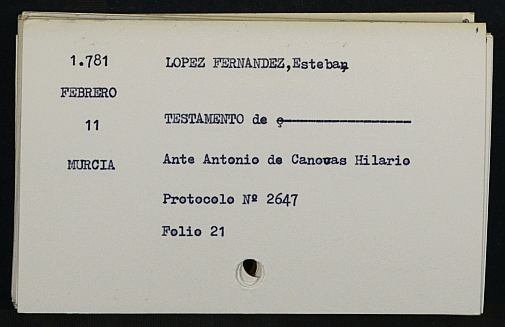 1.781 LOPEZ FERNANDEZ,Esteban
FEBRERO
11 TESTAMENTO de ç-----------------
MURCIA Ante Antonio de Canovas Hilario
Protocolo Nº 2647
Folio 21